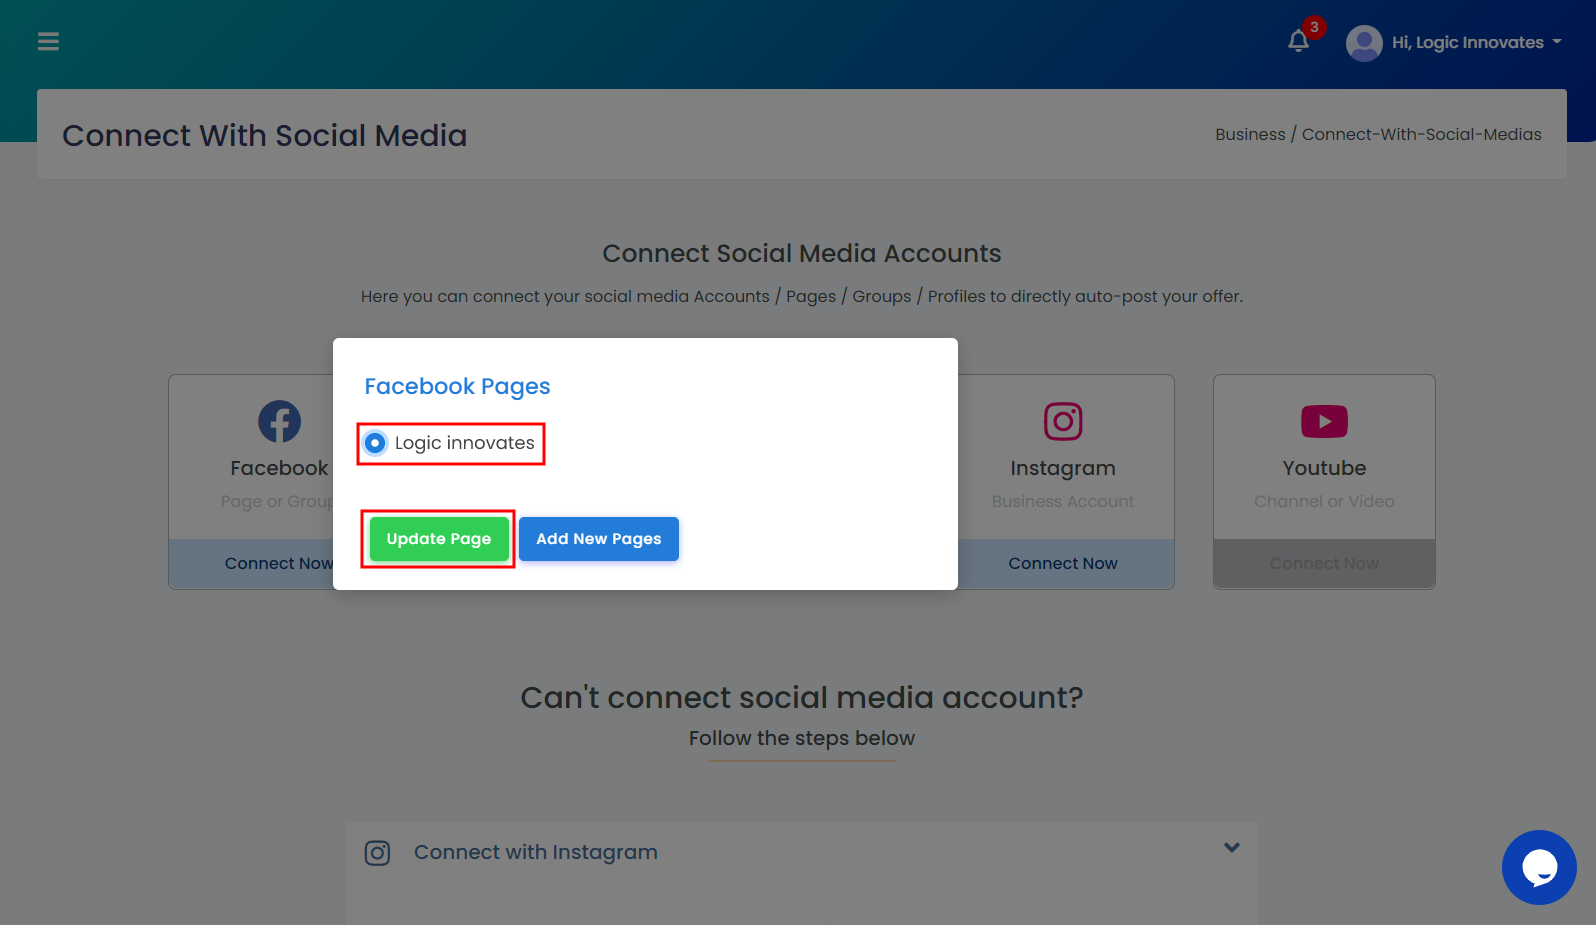 3
Hi, Logic Innovates
Connect With Social Media
Business / Connect-With-Social-Medias
Connect Social Media Accounts
Here you can connect your social media Accounts / Pages / Groups / Profiles to directly auto-post your offer.
Facebook Pages
Logic innovates
Update Page
Add New Pages
Facebook
Page or Group
Connect Now
Instagram
Business Account
Connect Now
Youtube
Channel or Video
Connect Now
Can't connect social media account?
Follow the steps below
Connect with Instagram